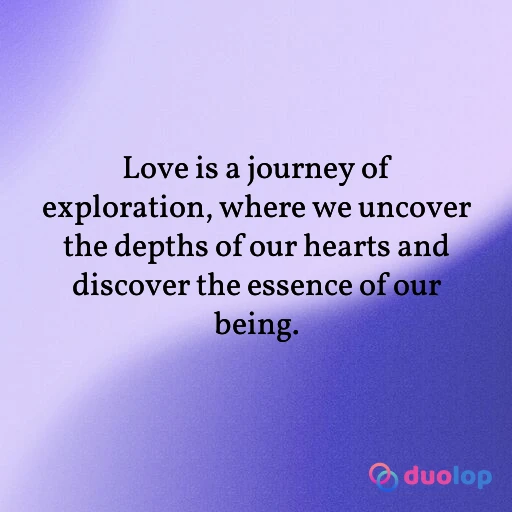 Love is a journey of
exploration, where we uncover
the depths of our hearts and
discover the essence of our
being.
duolop